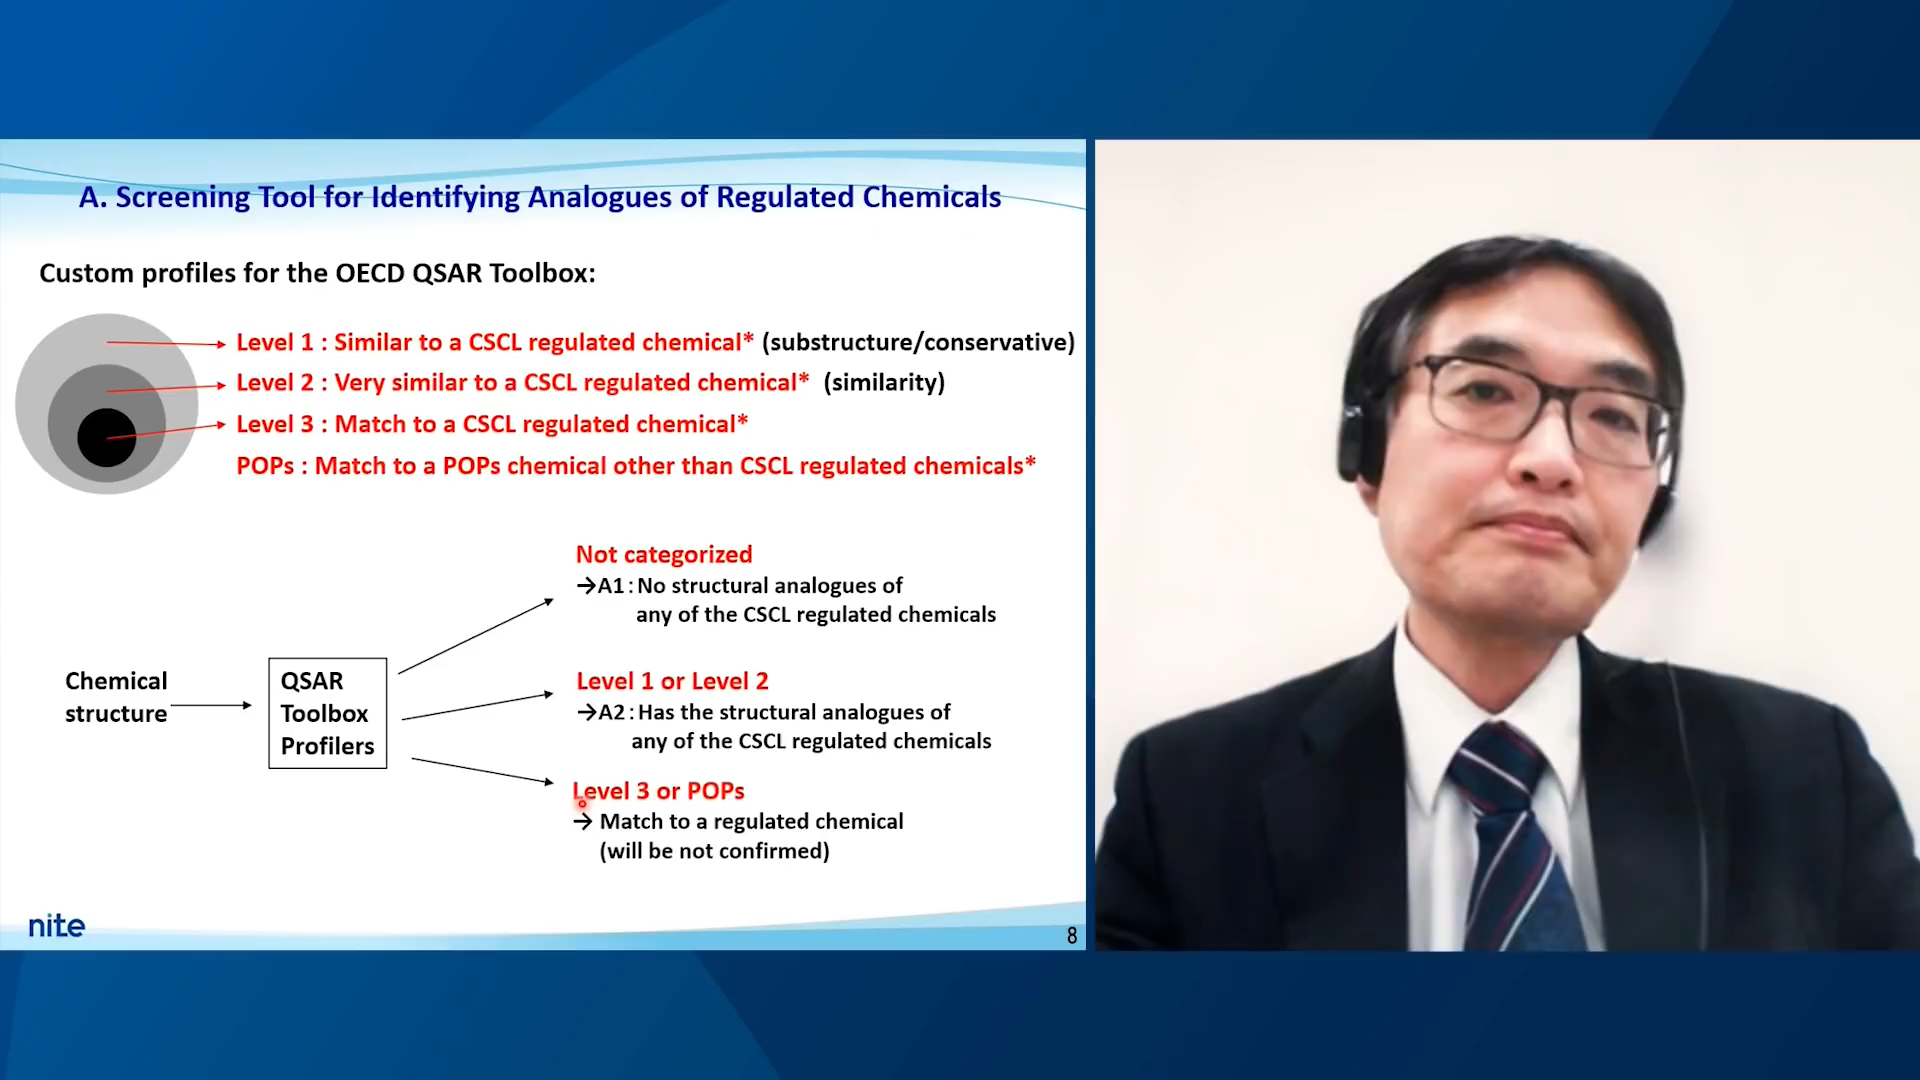 A. Screening Tool for Identifying Analogues of Regulated Chemicals
Custom profiles for the OECD QSAR Toolbox:
Level 1 : Similar to a CSCL regulated chemical* (substructure/conservative)
Level 2 : Very similar to a CSCL regulated chemical* (similarity)
Level 3 : Match to a CSCL regulated chemical*
POPs : Match to a POPs chemical other than CSCL regulated chemicals*
Not categorized
→A1: No structural analogues of
any of the CSCL regulated chemicals
Chemical
structure
QSAR
Toolbox
Profilers
Level 1 or Level 2
→A2: Has the structural analogues of
any of the CSCL regulated chemicals
Level 3 or POPs
→ Match to a regulated chemical
(will be not confirmed)
nite
8